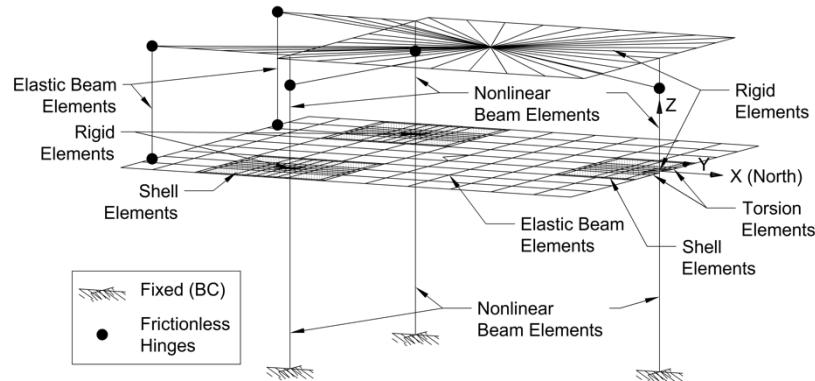 Elastic Beam
Elements
Rigid
Elements
Shell
Elements
Nonlinear
Beam Elements
Rigid
Elements
Z
Y
X (North)
Torsion
Elements
Elastic Beam
Elements
Shell
Elements
Nonlinear
Beam Elements
Fixed (BC)
Frictionless
Hinges